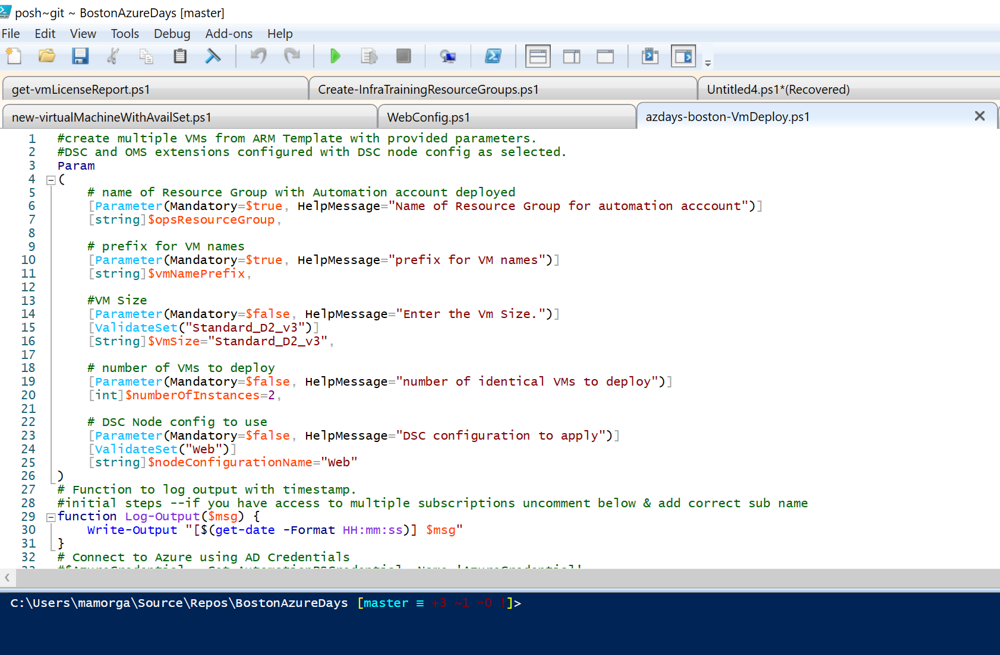 posh~git ~ BostonAzureDays [master]
File Edit View Tools Debug Add-ons Help
get-vmLicenseReport.ps1 Create-InfraTrainingResourceGroups.ps1 Untitled4.ps1*(Recovered)
new-virtualMachineWithAvailSet.ps1 WebConfig.ps1 azdays-boston-VmDeploy.ps1
1 #create multiple VMs from ARM Template with provided parameters.
2 #DSC and OMS extensions configured with DSC node config as selected.
3 Param
4 (
5 # name of Resource Group with Automation account deployed
6 [Parameter(Mandatory=$true, HelpMessage="Name of Resource Group for automation acccount")]
7 [string]$opsResourceGroup,
8
9 # prefix for VM names
10 [Parameter(Mandatory=$true, HelpMessage="prefix for VM names")]
11 [string]$vmNamePrefix,
12
13 #VM Size
14 [Parameter(Mandatory=$false, HelpMessage="Enter the Vm Size.")]
15 [ValidateSet("Standard_D2_v3")]
16 [String]$VmSize="Standard_D2_v3",
17
18 # number of VMs to deploy
19 [Parameter(Mandatory=$false, HelpMessage="number of identical VMs to deploy")]
20 [int]$numberOfInstances=2,
21
22 # DSC Node config to use
23 [Parameter(Mandatory=$false, HelpMessage="DSC configuration to apply")]
24 [ValidateSet("Web")]
25 [string]$nodeConfigurationName="Web"
26 )
27 # Function to log output with timestamp.
28 #initial steps --if you have access to multiple subscriptions uncomment below & add correct sub name
29 function Log-Output($msg) {
30 Write-Output "[$(get-date -Format HH:mm:ss)] $msg"
31 }
32 # Connect to Azure using AD Credentials
33 #$AzureCredential = Get-AutomationPSCredential -Name 'AzureCredential'
C:\Users\mamorga\Source\Repos\BostonAzureDays [master ≡ +3 ~1 -0 !]>